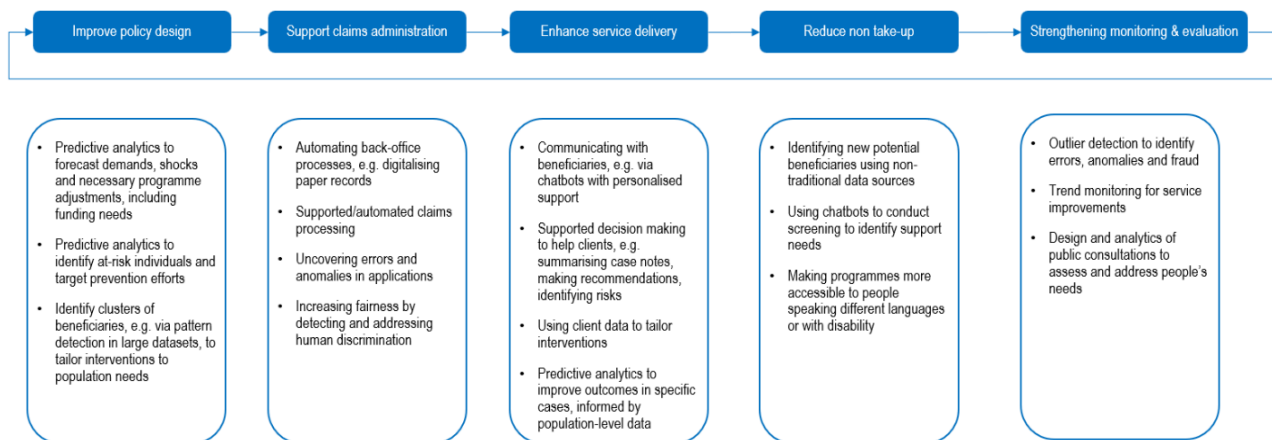 Improve policy design
Support claims administration
Enhance service delivery
Reduce non take-up
Strengthening monitoring & evaluation
• Predictive analytics to
forecast demands, shocks
and necessary programme
adjustments, including
funding needs
• Predictive analytics to
identify at-risk individuals and
target prevention efforts
• Identify clusters of
beneficiaries, e.g. via pattern
detection in large datasets, to
tailor interventions to
population needs
• Automating back-office
processes, e.g. digitalising
paper records
• Supported/automated claims
processing
• Uncovering errors and
anomalies in applications
• Increasing fairness by
detecting and addressing
human discrimination
• Communicating with
beneficiaries, e.g. via
chatbots with personalised
support
• Supported decision making
to help clients, e.g.
summarising case notes,
making recommendations,
identifying risks
• Using client data to tailor
interventions
• Predictive analytics to
improve outcomes in specific
cases, informed by
population-level data
• Identifying new potential
beneficiaries using non-
traditional data sources
• Using chatbots to conduct
screening to identify support
needs
• Making programmes more
accessible to people
speaking different languages
or with disability
• Outlier detection to identify
errors, anomalies and fraud
• Trend monitoring for service
improvements
• Design and analytics of
public consultations to
assess and address people's
needs